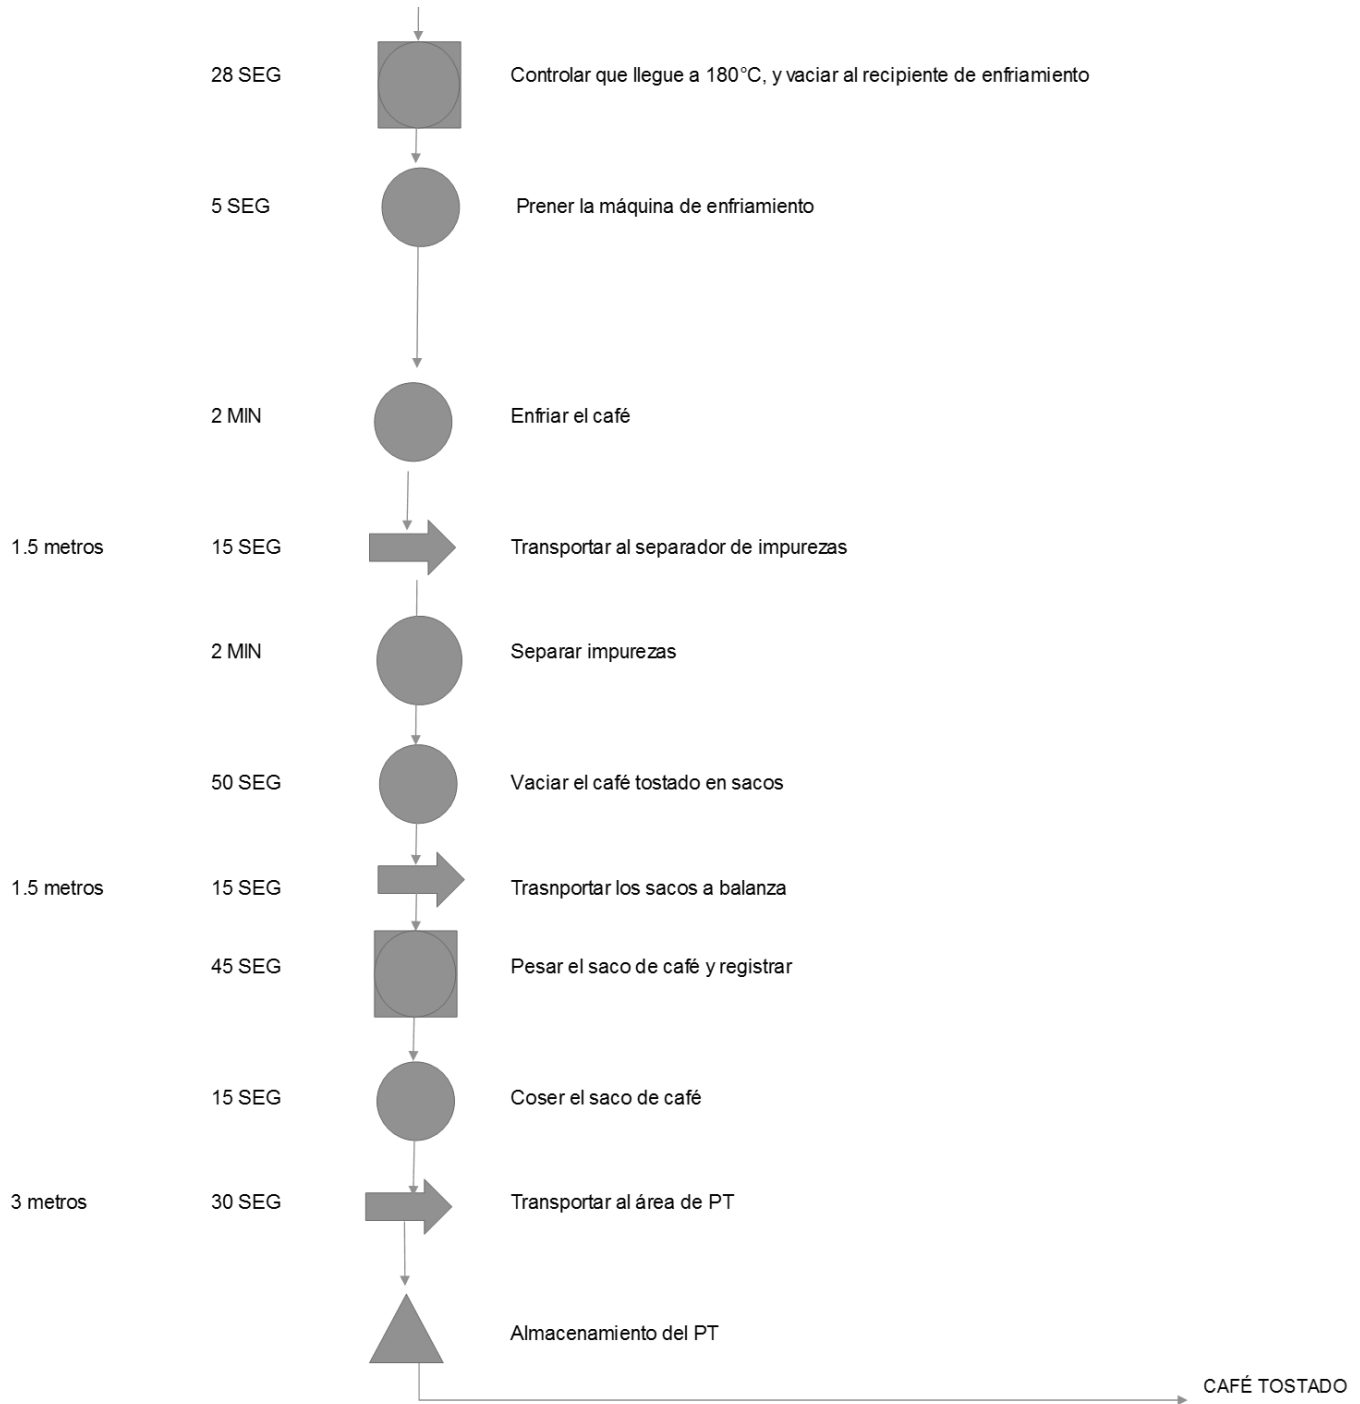 28 SEG Controlar que llegue a 180°C, y vaciar al recipiente de enfriamiento
5 SEG Prener la máquina de enfriamiento
2 MIN Enfriar el café
1.5 metros 15 SEG Transportar al separador de impurezas
2 MIN Separar impurezas
50 SEG Vaciar el café tostado en sacos
1.5 metros 15 SEG Trasnportar los sacos a balanza
45 SEG Pesar el saco de café y registrar
15 SEG Coser el saco de café
3 metros 30 SEG Transportar al área de PT
Almacenamiento del PT
CAFÉ TOSTADO